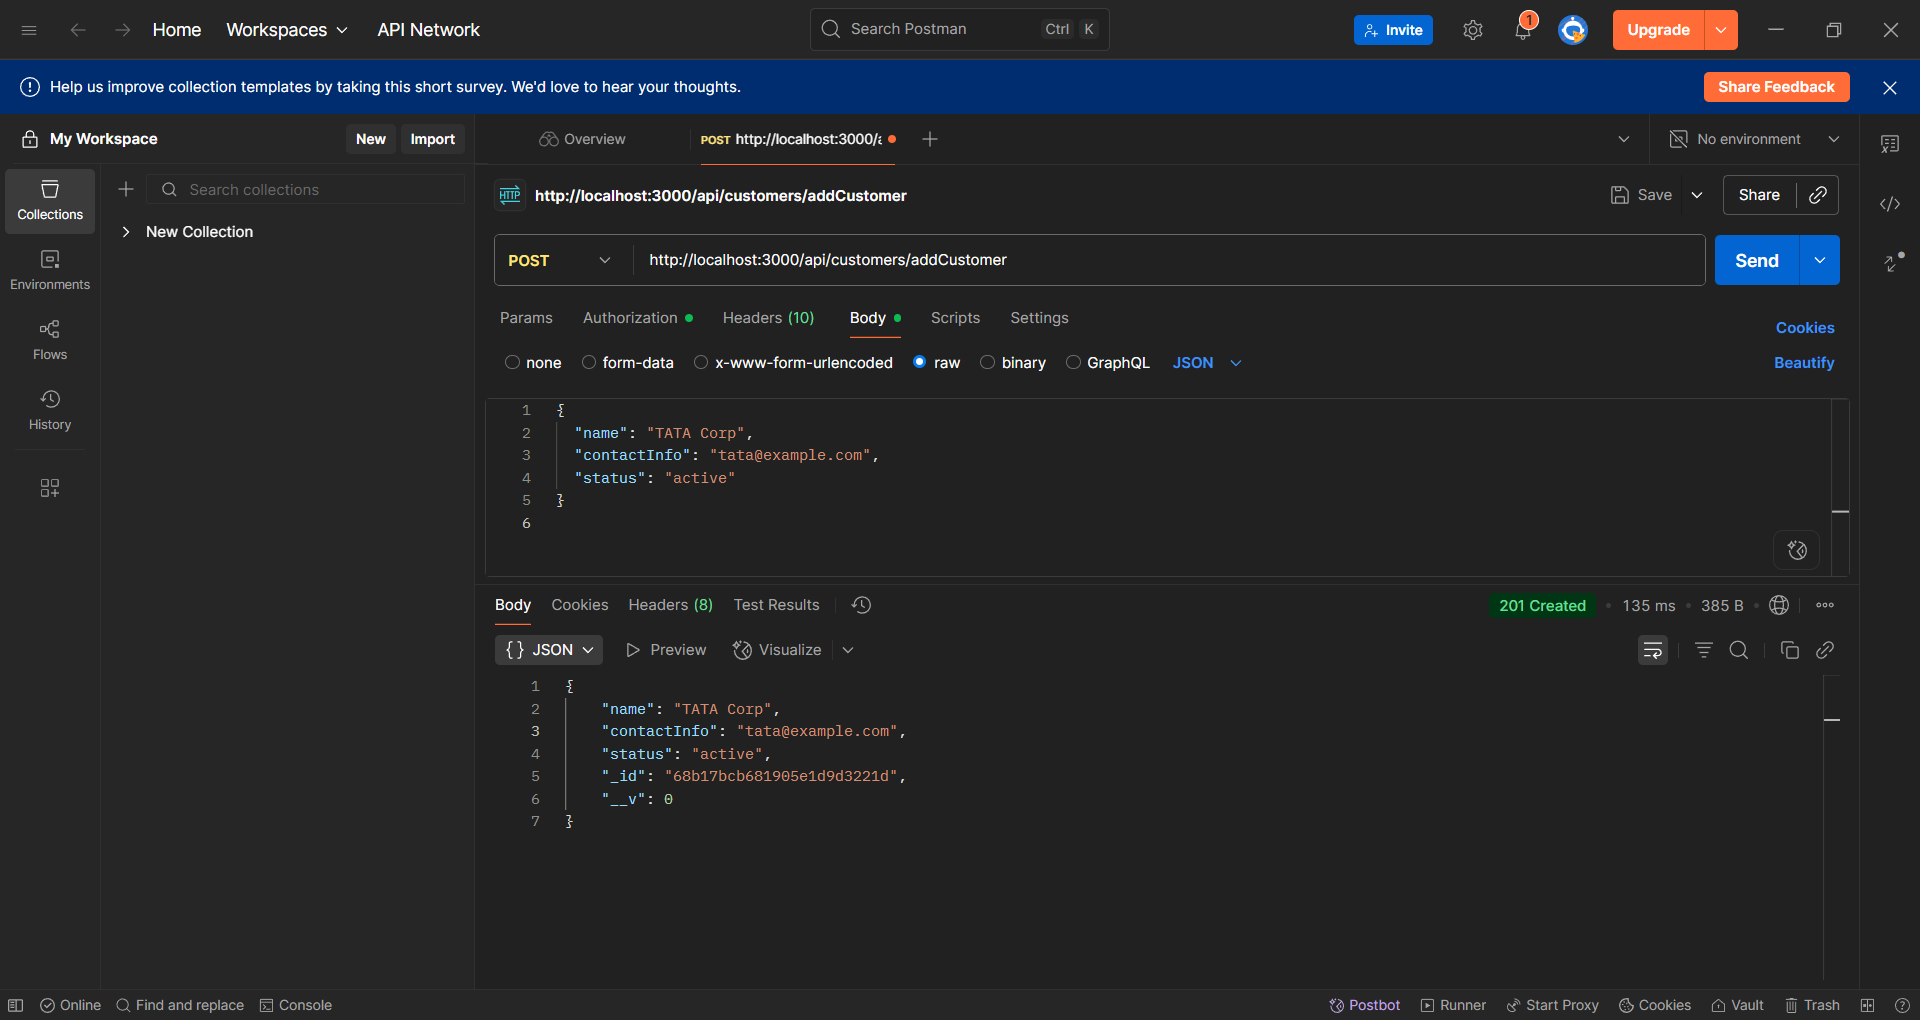 Home Workspaces API Network Search Postman Ctrl K Invite 1 Upgrade
Help us improve collection templates by taking this short survey. We'd love to hear your thoughts. Share Feedback
My Workspace New Import Overview POST http://localhost:3000/a No environment
Search collections
Collections
New Collection
Environments
Flows
History
HTTP http://localhost:3000/api/customers/addCustomer Save Share
POST http://localhost:3000/api/customers/addCustomer Send
Params Authorization Headers (10) Body Scripts Settings Cookies
none form-data x-www-form-urlencoded raw binary GraphQL JSON Beautify
1 {
2 "name": "TATA Corp",
3 "contactInfo": "tata@example.com",
4 "status": "active"
5 }
6
Body Cookies Headers (8) Test Results 201 Created • 135 ms • 385 B •
{} JSON Preview Visualize
1 {
2 "name": "TATA Corp",
3 "contactInfo": "tata@example.com",
4 "status": "active",
5 "_id": "68b17bcb681905e1d9d3221d",
6 "__v": 0
7 }
Online Find and replace Console Postbot Runner Start Proxy Cookies Vault Trash